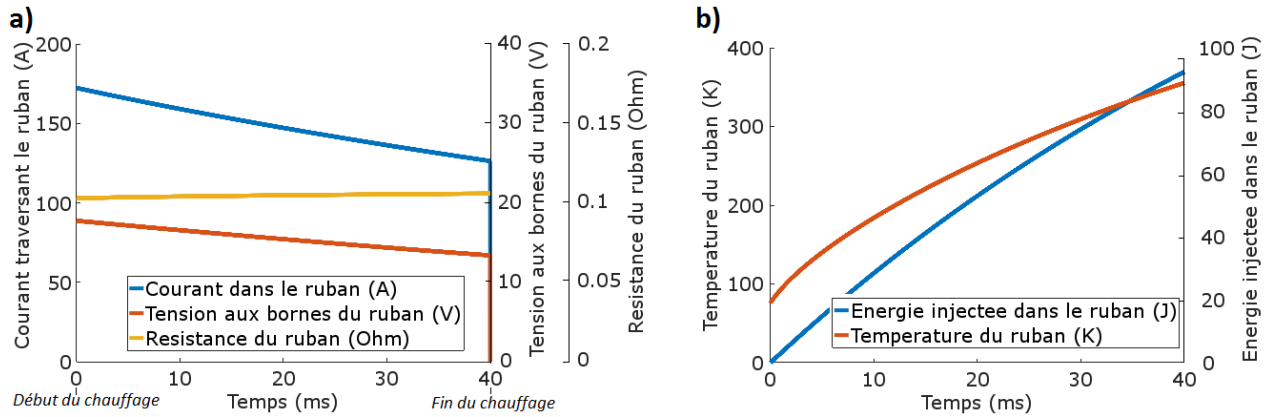 a)
Courant traversant le ruban (A)
200
150
100
50
0
40
30
20
10
0
Tension aux bornes du ruban (V)
0.2
0.15
0.1
0.05
0
Resistance du ruban (Ohm)
Courant dans le ruban (A)
Tension aux bornes du ruban (V)
Resistance du ruban (Ohm)
0 10 20 30 40
Début du chauffage Temps (ms) Fin du chauffage
b)
Temperature du ruban (K)
400
300
200
100
0
100
80
60
40
20
0
Energie injectee dans le ruban (J)
Energie injectee dans le ruban (J)
Temperature du ruban (K)
0 10 20 30 40
Temps (ms)